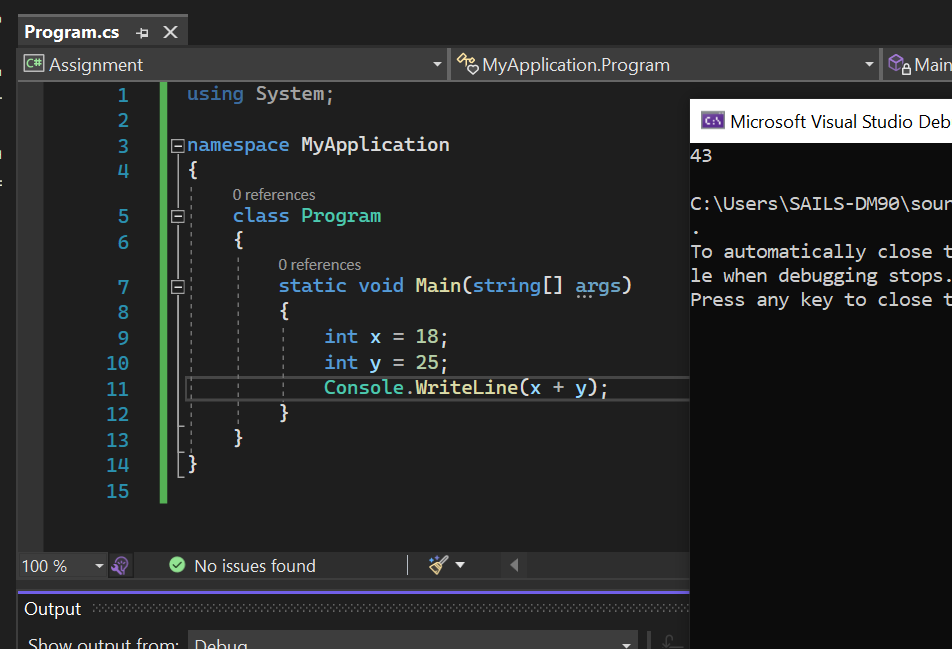 Program.cs
C# Assignment
MyApplication.Program
Main
1 using System;
2
3 namespace MyApplication
4 {
0 references
5 class Program
6 {
0 references
7 static void Main(string[] args)
8 {
9 int x = 18;
10 int y = 25;
11 Console.WriteLine(x + y);
12 }
13 }
14 }
15
100 %
No issues found
Output
Show output from: Debug
C:\ Microsoft Visual Studio Deb
43
C:\Users\SAILS-DM90\sour
.
To automatically close t
le when debugging stops.
Press any key to close t